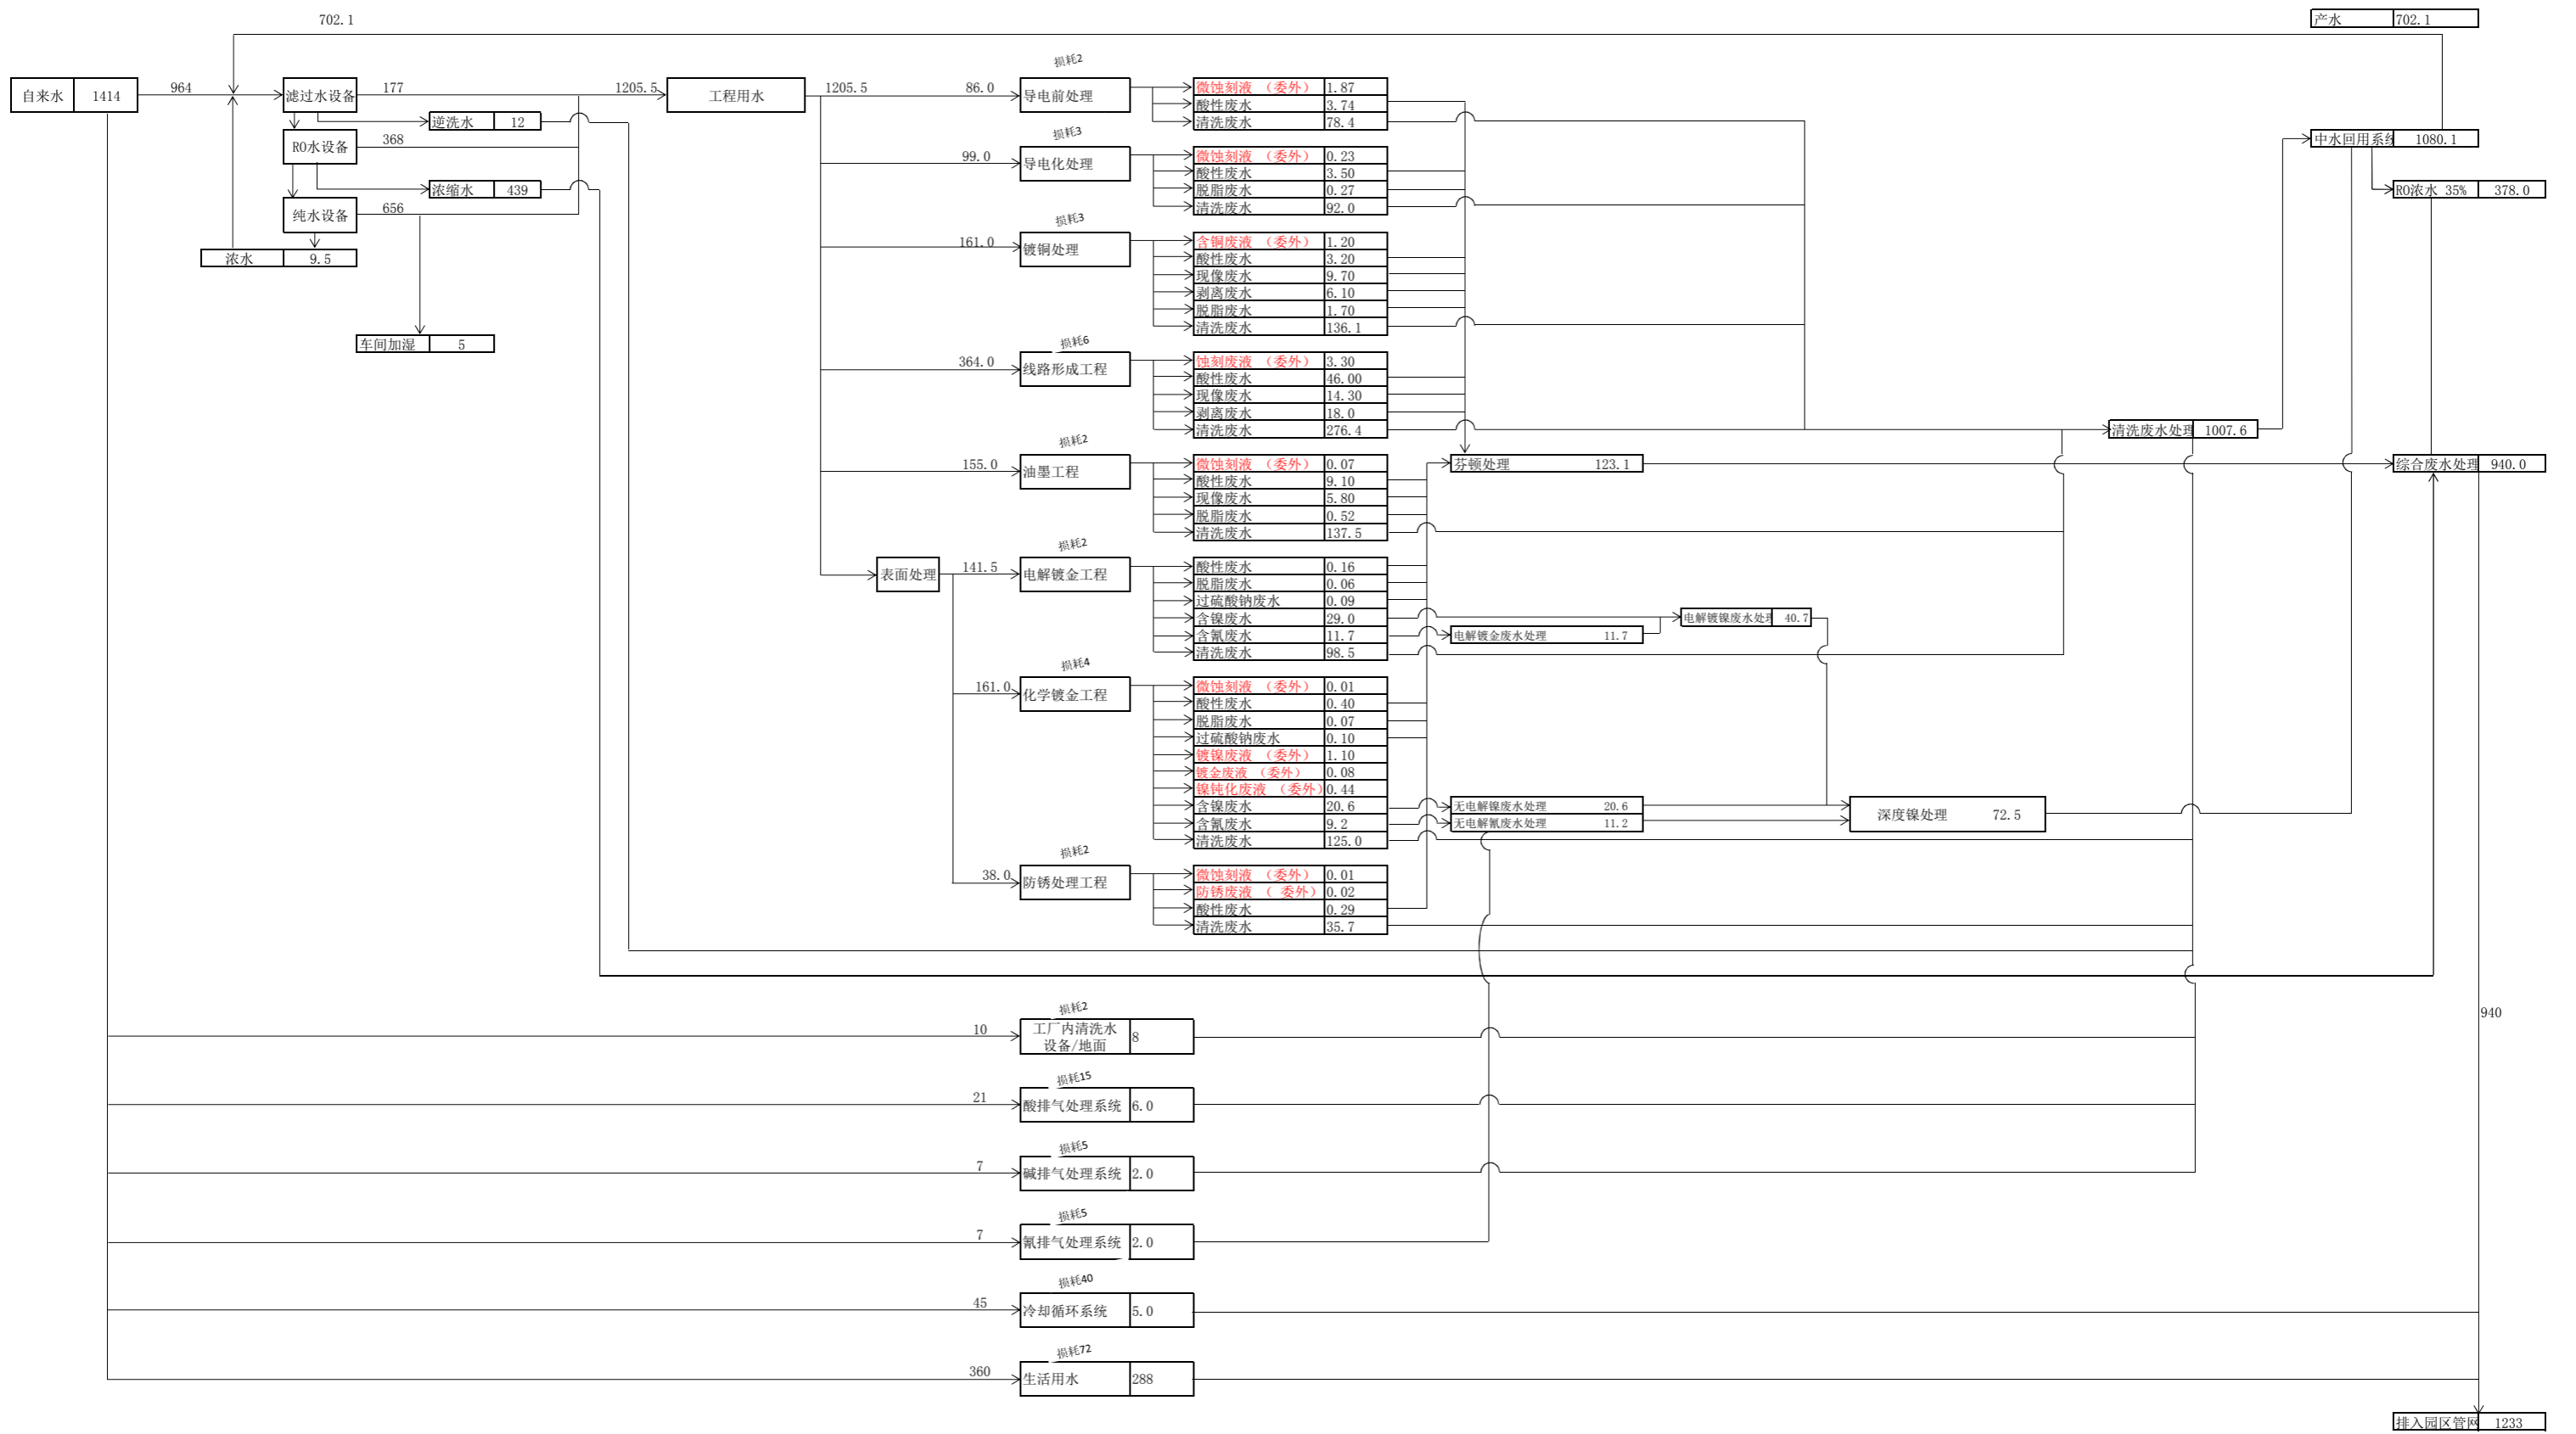 702.1
产水 702.1
自来水 1414
964
滤过水设备
177
逆洗水 12
RO水设备
368
浓缩水 439
纯水设备
656
浓水 9.5
车间加湿 5
1205.5
工程用水
1205.5
86.0
损耗2
导电前处理
微蚀刻液 （委外） 1.87
酸性废水 3.74
清洗废水 78.4
99.0
损耗3
导电化处理
微蚀刻液 （委外） 0.23
酸性废水 3.50
脱脂废水 0.27
清洗废水 92.0
161.0
损耗3
镀铜处理
含铜废液 （委外） 1.20
酸性废水 3.20
现像废水 9.70
剥离废水 6.10
脱脂废水 1.70
清洗废水 136.1
364.0
损耗6
线路形成工程
蚀刻废液 （委外） 3.30
酸性废水 46.00
现像废水 14.30
剥离废水 18.0
清洗废水 276.4
155.0
损耗2
油墨工程
微蚀刻液 （委外） 0.07
酸性废水 9.10
现像废水 5.80
脱脂废水 0.52
清洗废水 137.5
表面处理
141.5
损耗2
电解镀金工程
酸性废水 0.16
脱脂废水 0.06
过硫酸钠废水 0.09
含镍废水 29.0
含氰废水 11.7
清洗废水 98.5
161.0
损耗4
化学镀金工程
微蚀刻液 （委外） 0.01
酸性废水 0.40
脱脂废水 0.07
过硫酸钠废水 0.10
镀镍废液 （委外） 1.10
镀金废液 （委外） 0.08
镍钝化废液 （委外） 0.44
含镍废水 20.6
含氰废水 9.2
清洗废水 125.0
38.0
损耗2
防锈处理工程
微蚀刻液 （委外） 0.01
防锈废液 （ 委外） 0.02
酸性废水 0.29
清洗废水 35.7
芬顿处理 123.1
电解镀金废水处理 11.7
电解镀镍废水处 40.7
无电解镍废水处理 20.6
无电解氰废水处理 11.2
深度镍处理 72.5
清洗废水处理 1007.6
中水回用系统 1080.1
RO浓水 35% 378.0
综合废水处理 940.0
940
10
损耗2
工厂内清洗水
设备/地面
8
21
损耗15
酸排气处理系统 6.0
7
损耗5
碱排气处理系统 2.0
7
损耗5
氰排气处理系统 2.0
45
损耗40
冷却循环系统 5.0
360
损耗72
生活用水 288
排入园区管网 1233